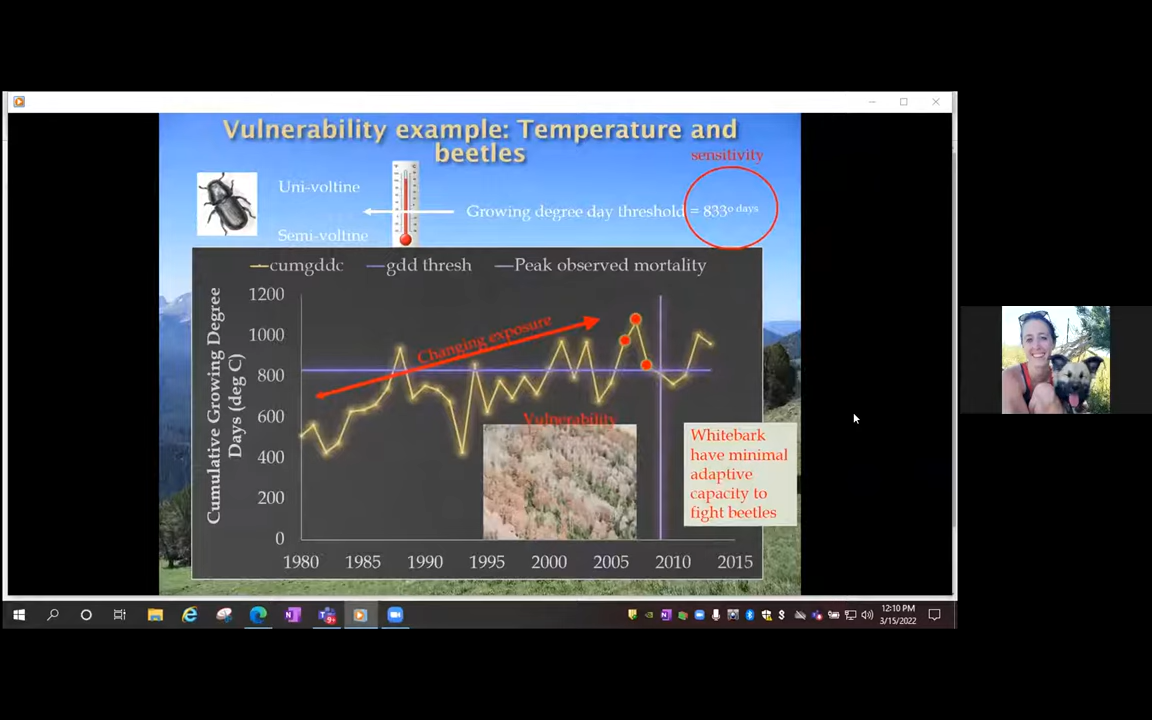 Vulnerability example: Temperature and
beetles
sensitivity
Uni-voltine
Growing degree day threshold = 833o days
Semi-voltine
cumgddc gdd thresh Peak observed mortality
Cumulative Growing Degree
Days (deg C)
1200
1000
800
600
400
200
0
Changing exposure
Vulnerability
Whitebark
have minimal
adaptive
capacity to
fight beetles
1980 1985 1990 1995 2000 2005 2010 2015
12:10 PM
3/15/2022